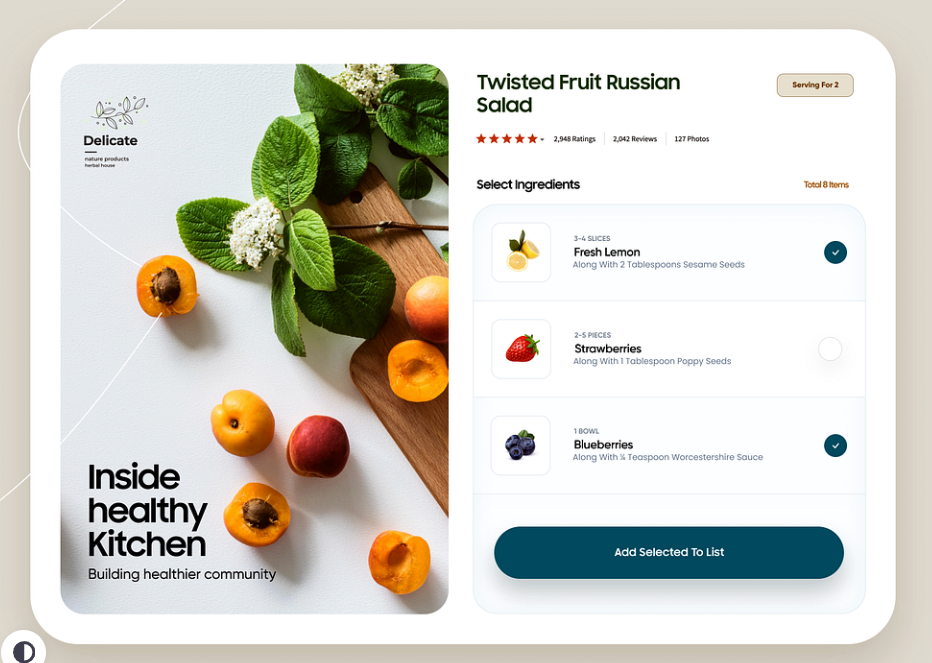 Delicate
nature products
herbal house
Inside
healthy
Kitchen
Building healthier community
Twisted Fruit Russian
Salad
Serving For 2
2,948 Ratings
2,042 Reviews
127 Photos
Select Ingredients
Total 8 Items
3-4 SLICES
Fresh Lemon
Along With 2 Tablespoons Sesame Seeds
2-5 PIECES
Strawberries
Along With 1 Tablespoon Poppy Seeds
1 BOWL
Blueberries
Along With ¼ Teaspoon Worcestershire Sauce
Add Selected To List